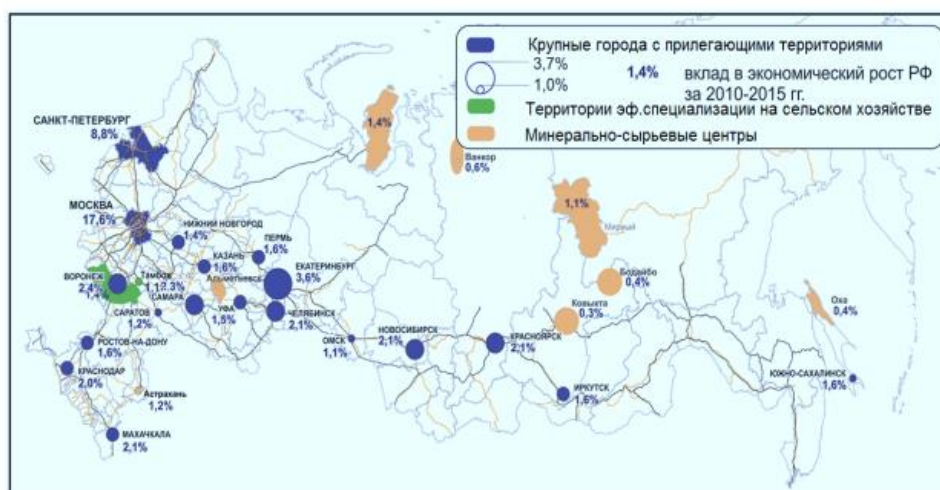 Крупные города с прилегающими территориями
3,7%
1,0%
1,4%
вклад в экономический рост РФ
за 2010-2015 гг.
Территории эф.специализации на сельском хозяйстве
Минерально-сырьевые центры
САНКТ-ПЕТЕРБУРГ
8,8%
1,4%
Ванкор
0,6%
1,1%
Мирный
МОСКВА
17,6%
НИЖНИЙ НОВГОРОД
1,4%
ПЕРМЬ
1,6%
КАЗАНЬ
1,6%
ЕКАТЕРИНБУРГ
3,6%
Альметьевск
Бодайбо
0,4%
ВОРОНЕЖ
2,4%
1,4%
Тамбов
САМАРА
УФА
1,5%
ЧЕЛЯБИНСК
2,1%
Ковыкта
0,3%
Оха
0,4%
САРАТОВ
1,2%
ОМСК
1,1%
НОВОСИБИРСК
2,1%
КРАСНОЯРСК
2,1%
РОСТОВ-НА-ДОНУ
1,6%
КРАСНОДАР
2,0%
Астрахань
1,2%
ИРКУТСК
1,6%
ЮЖНО-САХАЛИНСК
1,6%
МАХАЧКАЛА
2,1%